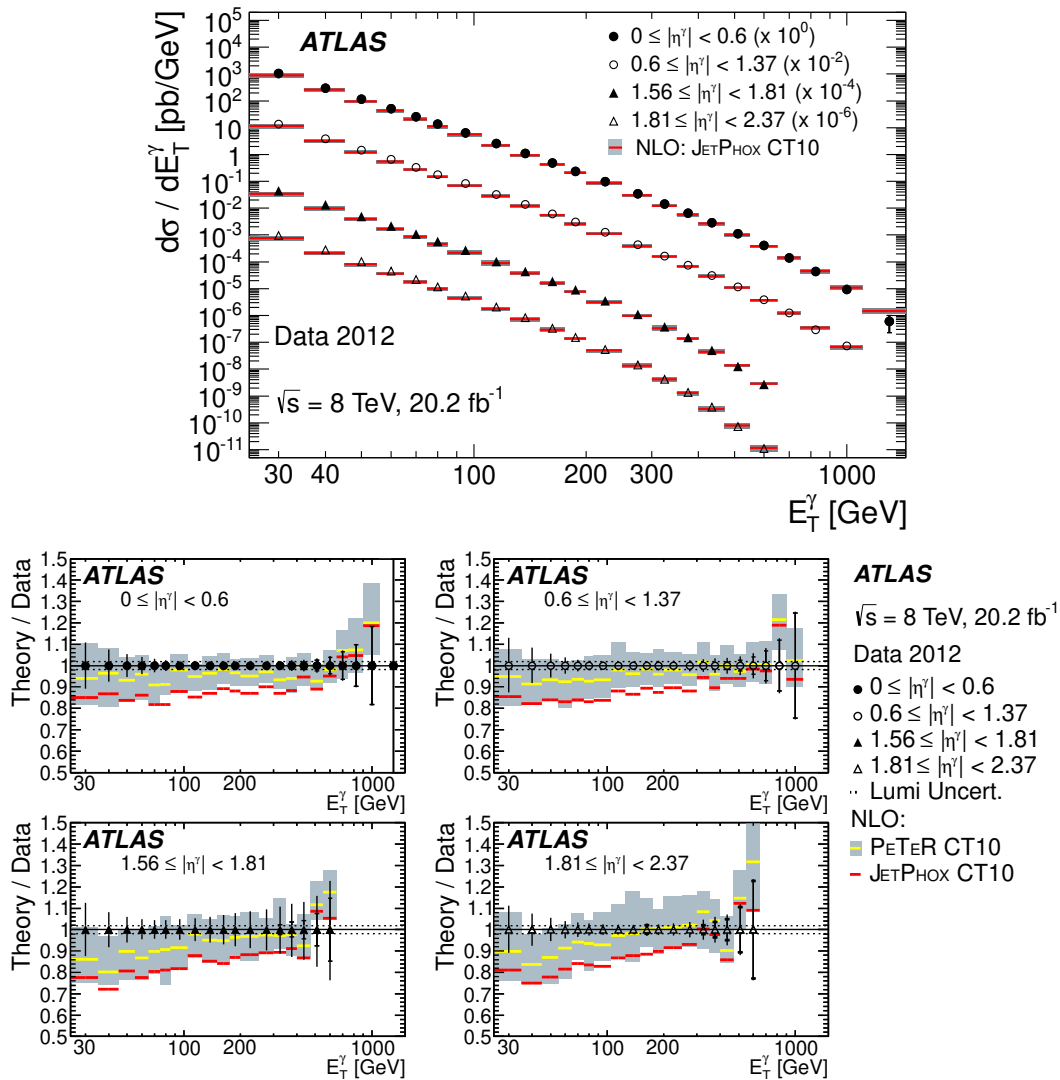 ATLAS
0 ≤ |η^γ| < 0.6 (x 10^0)
0.6 ≤ |η^γ| < 1.37 (x 10^-2)
1.56 ≤ |η^γ| < 1.81 (x 10^-4)
1.81 ≤ |η^γ| < 2.37 (x 10^-6)
NLO: JETPHOX CT10
dσ / dE_T^γ [pb/GeV]
10^5
10^4
10^3
10^2
10
1
10^-1
10^-2
10^-3
10^-4
10^-5
10^-6
10^-7
10^-8
10^-9
10^-10
10^-11
Data 2012
√s = 8 TeV, 20.2 fb^-1
30 40 100 200 300 1000
E_T^γ [GeV]
Theory / Data
1.5
1.4
1.3
1.2
1.1
1
0.9
0.8
0.7
0.6
0.5
ATLAS
0 ≤ |η^γ| < 0.6
30 100 200 1000
E_T^γ [GeV]
Theory / Data
1.5
1.4
1.3
1.2
1.1
1
0.9
0.8
0.7
0.6
0.5
ATLAS
0.6 ≤ |η^γ| < 1.37
30 100 200 1000
E_T^γ [GeV]
ATLAS
√s = 8 TeV, 20.2 fb^-1
Data 2012
0 ≤ |η^γ| < 0.6
0.6 ≤ |η^γ| < 1.37
1.56 ≤ |η^γ| < 1.81
1.81 ≤ |η^γ| < 2.37
Lumi Uncert.
NLO:
PETER CT10
JETPHOX CT10
Theory / Data
1.5
1.4
1.3
1.2
1.1
1
0.9
0.8
0.7
0.6
0.5
ATLAS
1.56 ≤ |η^γ| < 1.81
30 100 200 1000
E_T^γ [GeV]
Theory / Data
1.5
1.4
1.3
1.2
1.1
1
0.9
0.8
0.7
0.6
0.5
ATLAS
1.81 ≤ |η^γ| < 2.37
30 100 200 1000
E_T^γ [GeV]